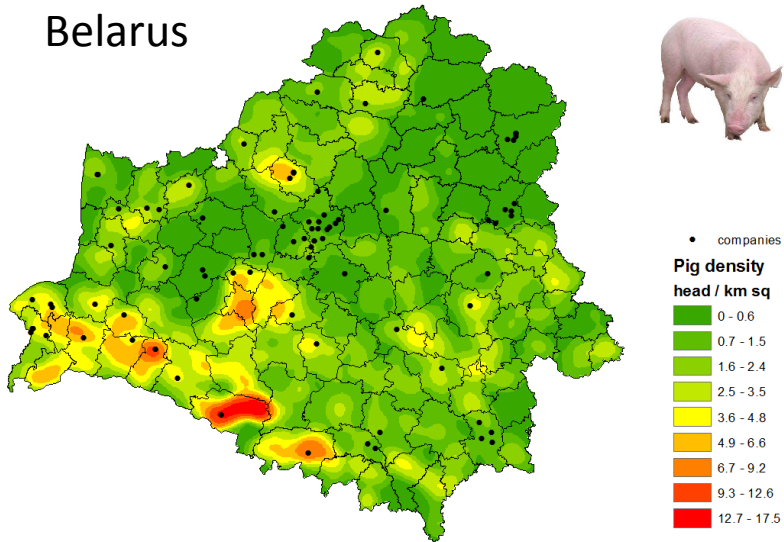 Belarus
companies
Pig density
head / km sq
0 - 0.6
0.7 - 1.5
1.6 - 2.4
2.5 - 3.5
3.6 - 4.8
4.9 - 6.6
6.7 - 9.2
9.3 - 12.6
12.7 - 17.5